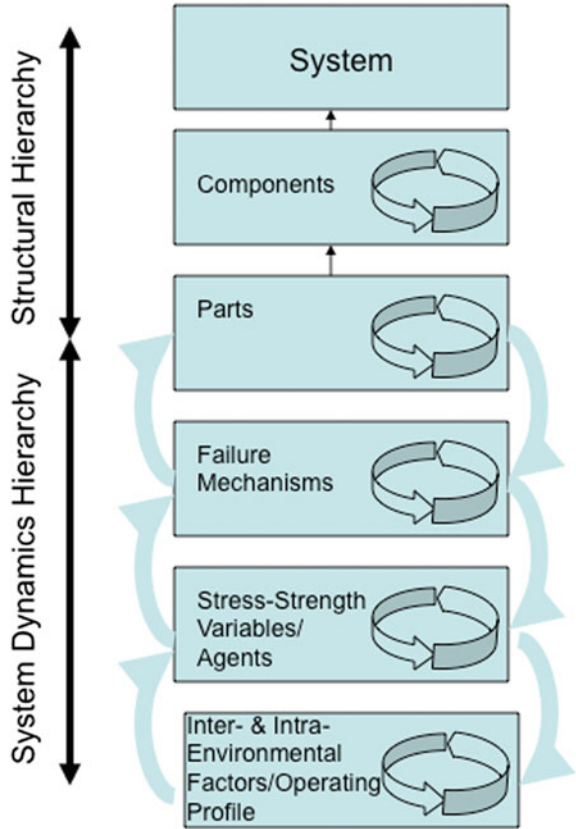 Structural Hierarchy
System Dynamics Hierarchy
System
Components
Parts
Failure
Mechanisms
Stress-Strength
Variables/
Agents
Inter- & Intra-
Environmental
Factors/Operating
Profile